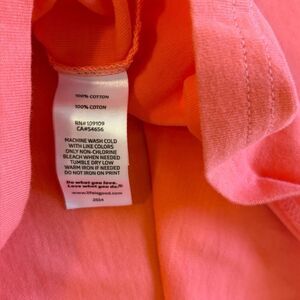 100% COTTON
100% COTON
RN#109109
CA#54656
MACHINE WASH COLD
WITH LIKE COLORS
ONLY NON-CHLORINE
BLEACH WHEN NEEDED
TUMBLE DRY LOW
WARM IRON IF NEEDED
DO NOT IRON ON PRINT
Do what you love.
Love what you do.™
www.lifeisgood.com